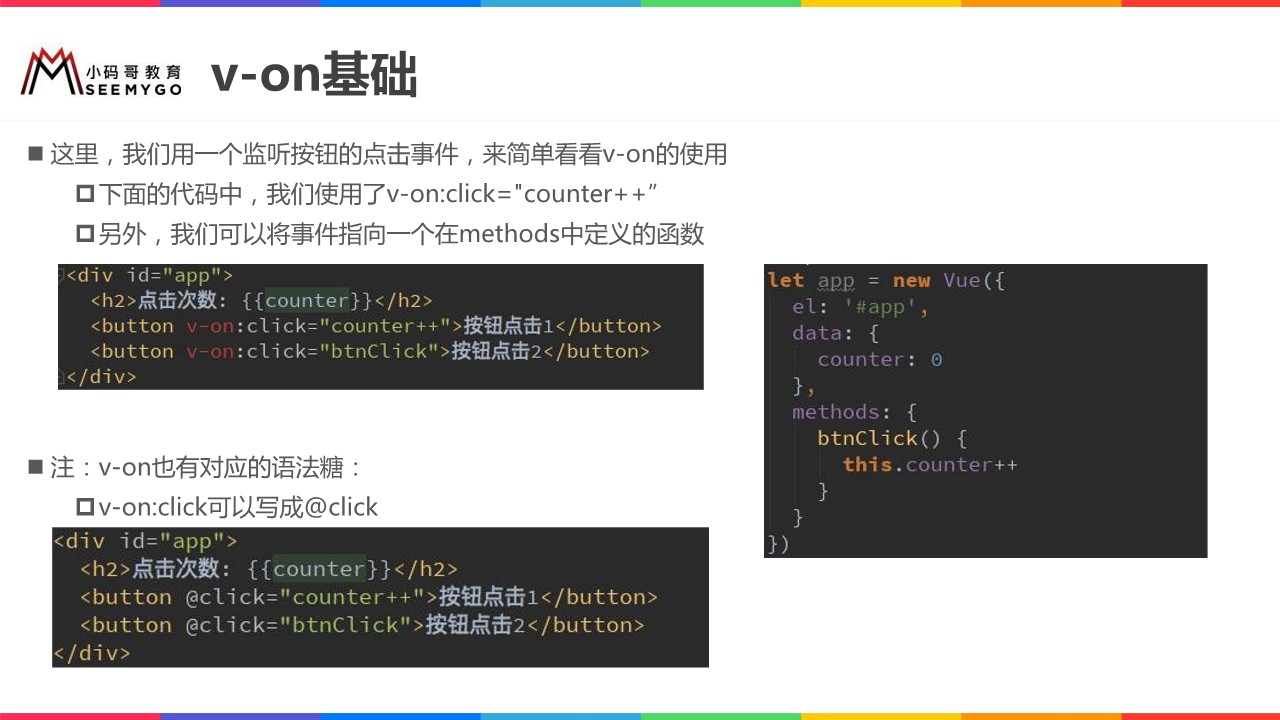 小码哥教育
SEEMYGO
v-on基础
这里，我们用一个监听按钮的点击事件，来简单看看v-on的使用
下面的代码中，我们使用了v-on:click="counter++”
另外，我们可以将事件指向一个在methods中定义的函数
<div id="app">
<h2>点击次数: {{counter}}</h2>
<button v-on:click="counter++">按钮点击1</button>
<button v-on:click="btnClick">按钮点击2</button>
</div>
let app = new Vue({
el: '#app',
data: {
counter: 0
},
methods: {
btnClick() {
this.counter++
}
}
})
注：v-on也有对应的语法糖：
v-on:click可以写成@click
<div id="app">
<h2>点击次数: {{counter}}</h2>
<button @click="counter++">按钮点击1</button>
<button @click="btnClick">按钮点击2</button>
</div>